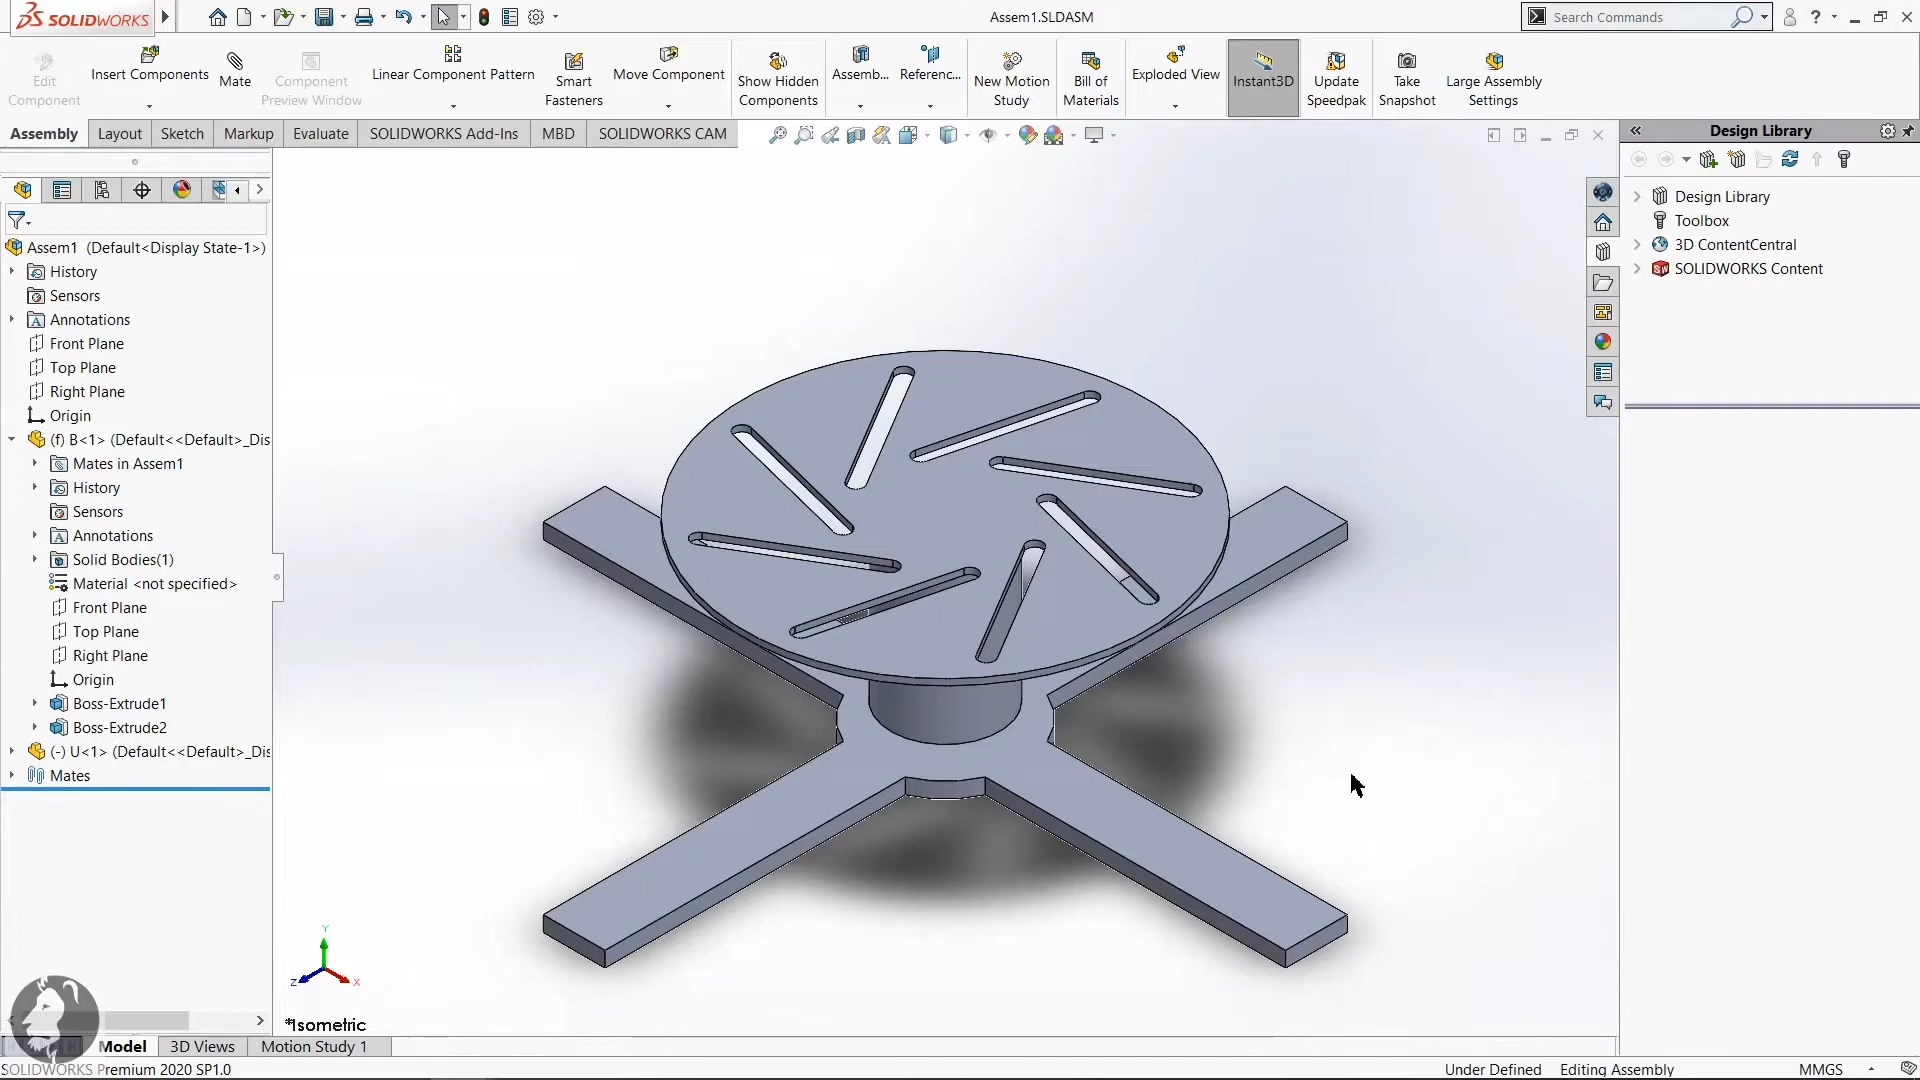 SOLIDWORKS
Assem1.SLDASM
Search Commands
?
Edit Component
Insert Components
Mate
Component Preview Window
Linear Component Pattern
Smart Fasteners
Move Component
Show Hidden Components
Assemb...
Referenc...
New Motion Study
Bill of Materials
Exploded View
Instant3D
Update Speedpak
Take Snapshot
Large Assembly Settings
Assembly
Layout
Sketch
Markup
Evaluate
SOLIDWORKS Add-Ins
MBD
SOLIDWORKS CAM
Assem1 (Default<Display State-1>)
History
Sensors
Annotations
Front Plane
Top Plane
Right Plane
Origin
(f) B<1> (Default<<Default>_Dis
Mates in Assem1
History
Sensors
Annotations
Solid Bodies(1)
Material <not specified>
Front Plane
Top Plane
Right Plane
Origin
Boss-Extrude1
Boss-Extrude2
(-) U<1> (Default<<Default>_Dis
Mates
Design Library
Design Library
Toolbox
3D ContentCentral
SOLIDWORKS Content
Y
Z
X
*Isometric
Model
3D Views
Motion Study 1
SOLIDWORKS Premium 2020 SP1.0
Under Defined
Editing Assembly
MMGS